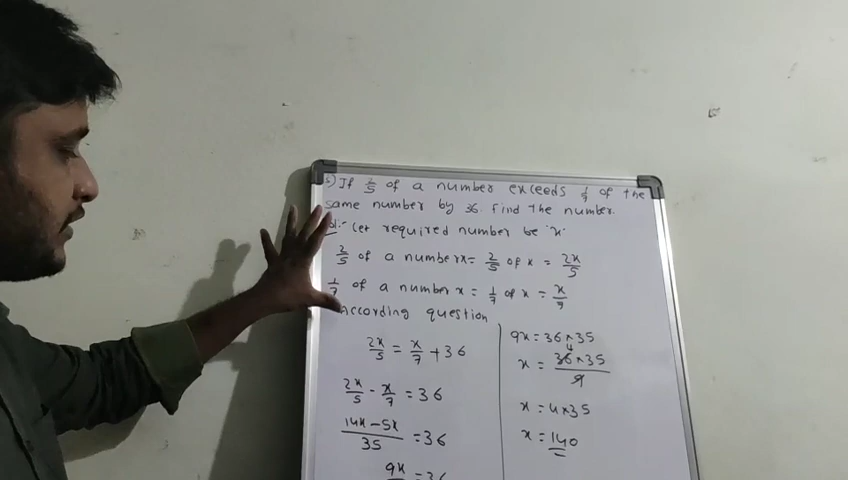 If 2/5 of a number exceeds 1/7 of the
same number by 36. Find the number.
Let required number be 'x'
2/5 of a number x = 2/5 of x = 2x/5
1/7 of a number x = 1/7 of x = x/7
According question
2x/5 = x/7 + 36
2x/5 - x/7 = 36
14x-5x/35 = 36
9x = 36
9x = 36×35
4
x = 36×35/9
x = 4×35
x = 140